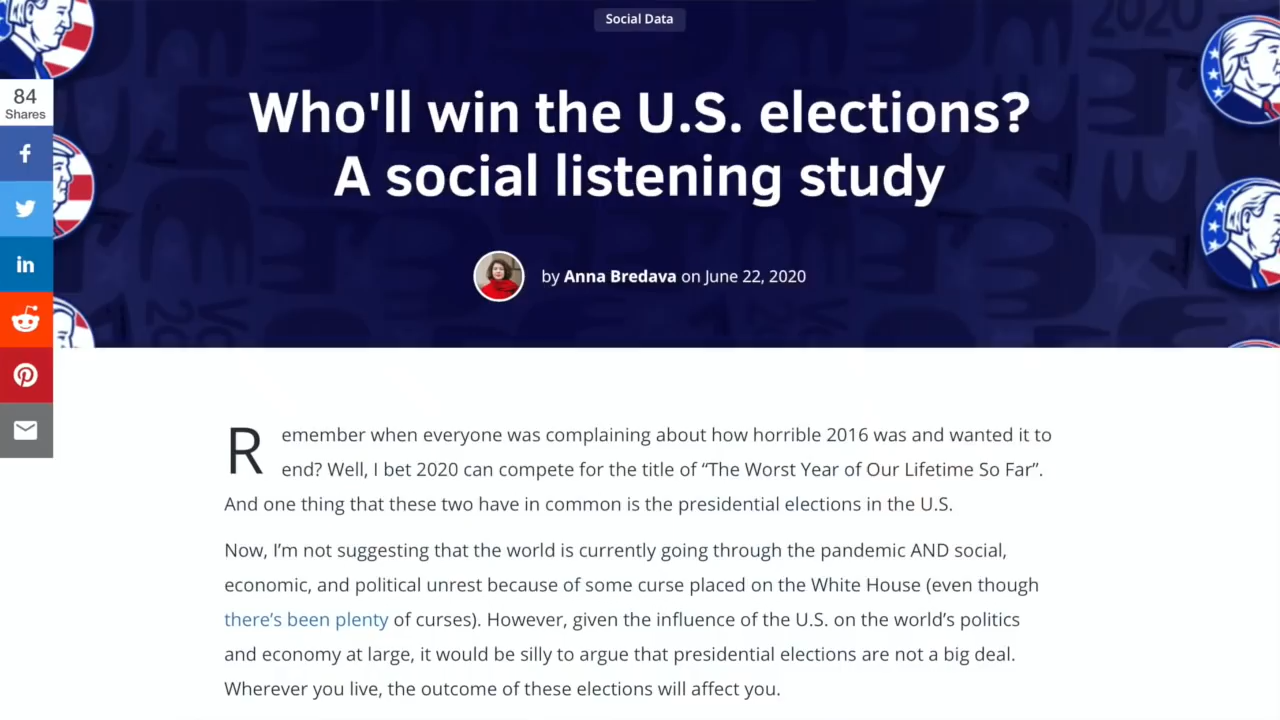 Social Data
2020
84
Shares
Who'll win the U.S. elections?
A social listening study
by Anna Bredava on June 22, 2020
Remember when everyone was complaining about how horrible 2016 was and wanted it to
end? Well, I bet 2020 can compete for the title of “The Worst Year of Our Lifetime So Far”.
And one thing that these two have in common is the presidential elections in the U.S.
Now, I’m not suggesting that the world is currently going through the pandemic AND social,
economic, and political unrest because of some curse placed on the White House (even though
there’s been plenty of curses). However, given the influence of the U.S. on the world’s politics
and economy at large, it would be silly to argue that presidential elections are not a big deal.
Wherever you live, the outcome of these elections will affect you.